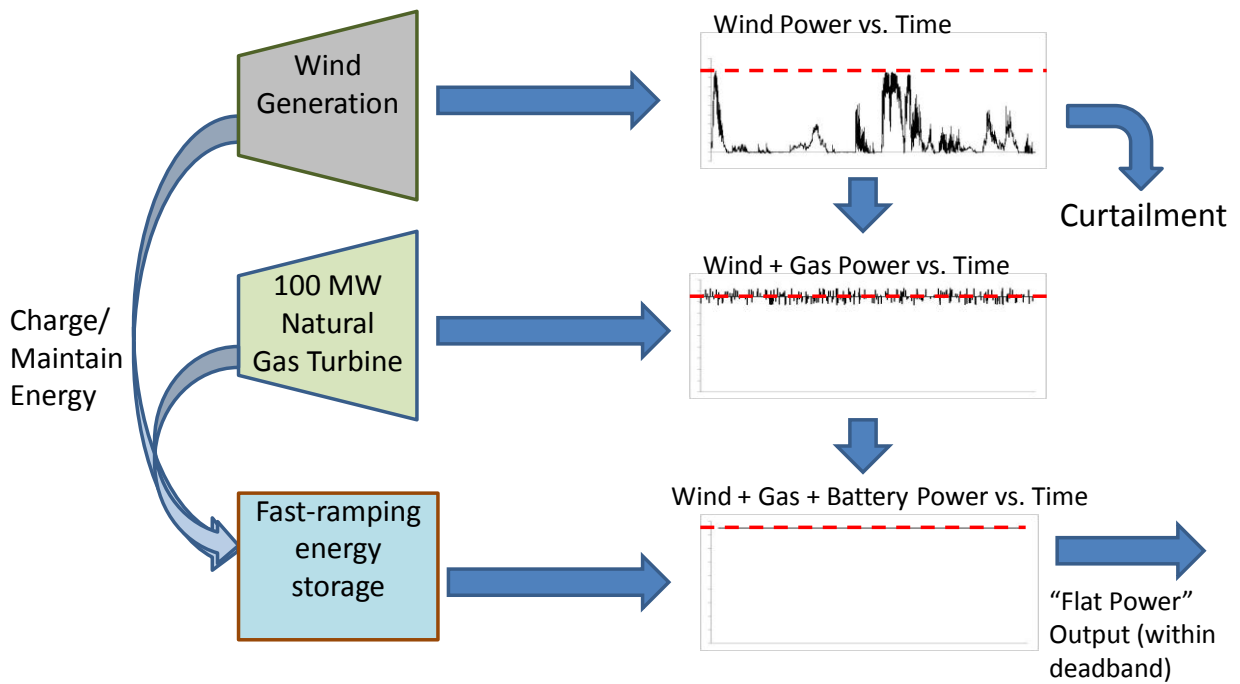 Wind Power vs. Time
Wind
Generation
Curtailment
Wind + Gas Power vs. Time
100 MW
Natural
Gas Turbine
Charge/
Maintain
Energy
Wind + Gas + Battery Power vs. Time
Fast-ramping
energy
storage
“Flat Power”
Output (within
deadband)